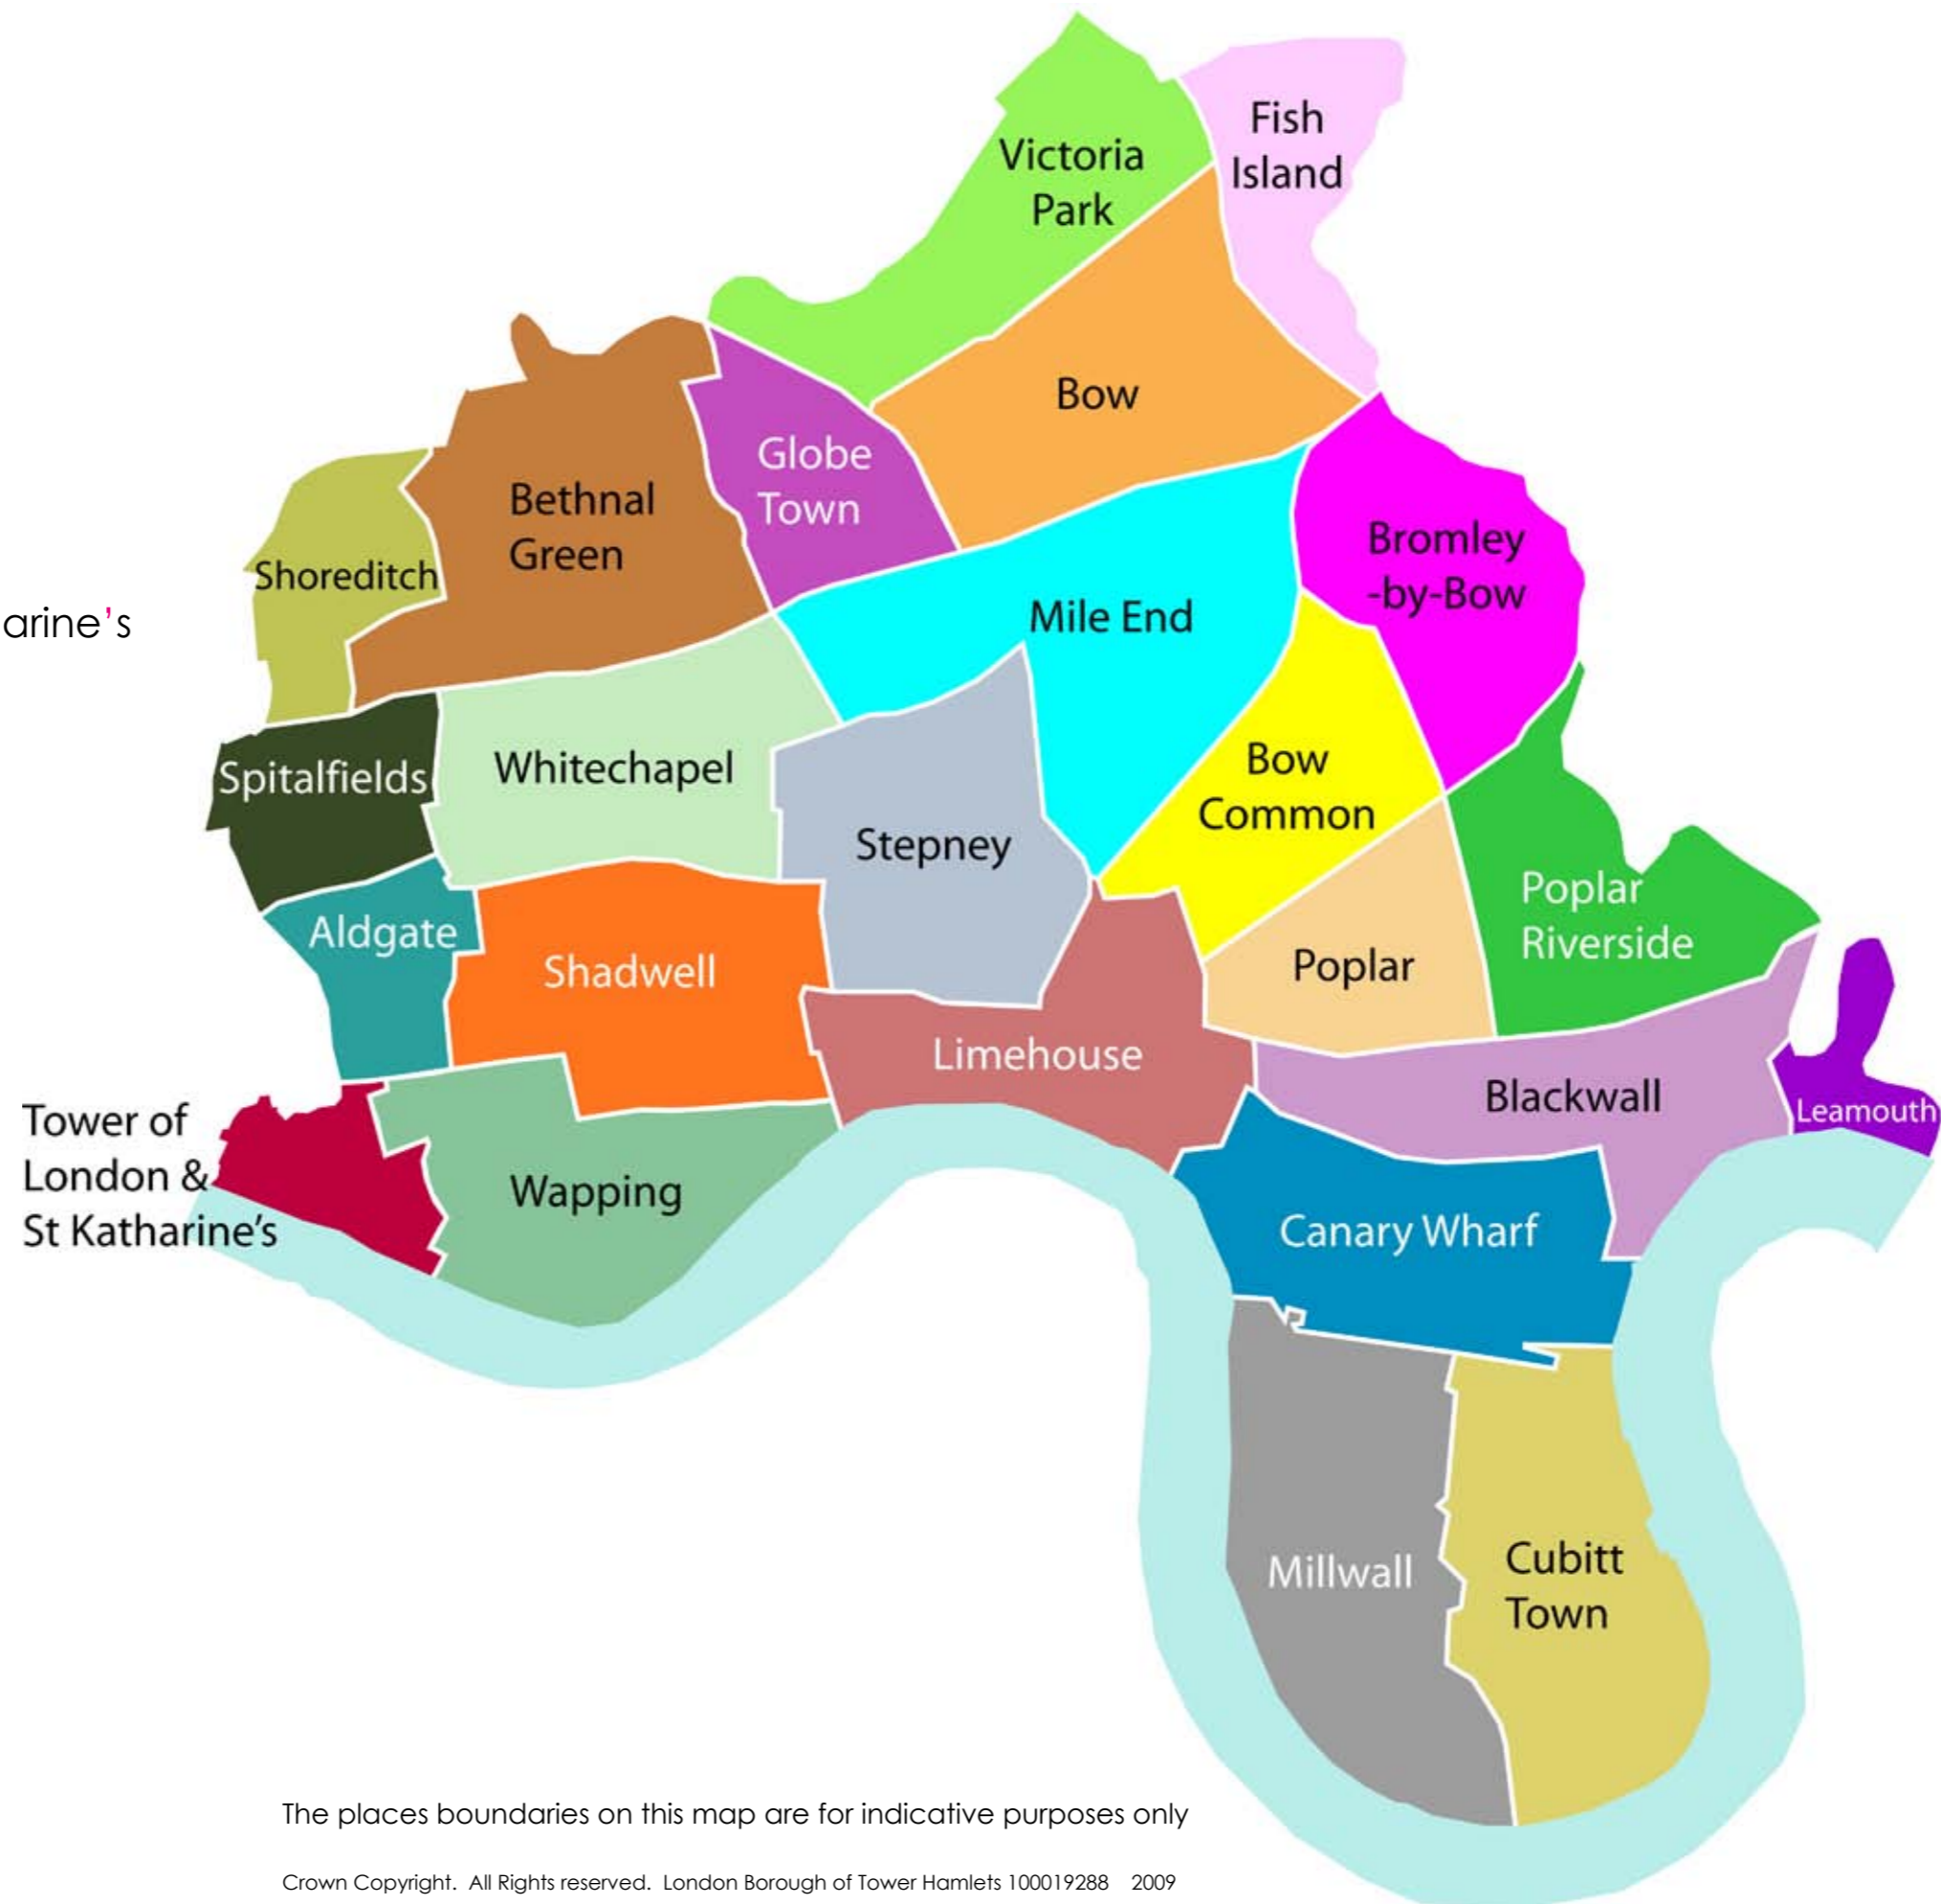 Fish
Island
Victoria
Park
Bow
Globe
Town
Bethnal
Green
Bromley
-by-Bow
Shoreditch
arine’s
Mile End
Spitalfields
Whitechapel
Bow
Common
Stepney
Poplar
Riverside
Aldgate
Shadwell
Poplar
Limehouse
Blackwall
Leamouth
Tower of
London &
St Katharine’s
Wapping
Canary Wharf
Millwall
Cubitt
Town
The places boundaries on this map are for indicative purposes only
Crown Copyright. All Rights reserved. London Borough of Tower Hamlets 100019288 2009